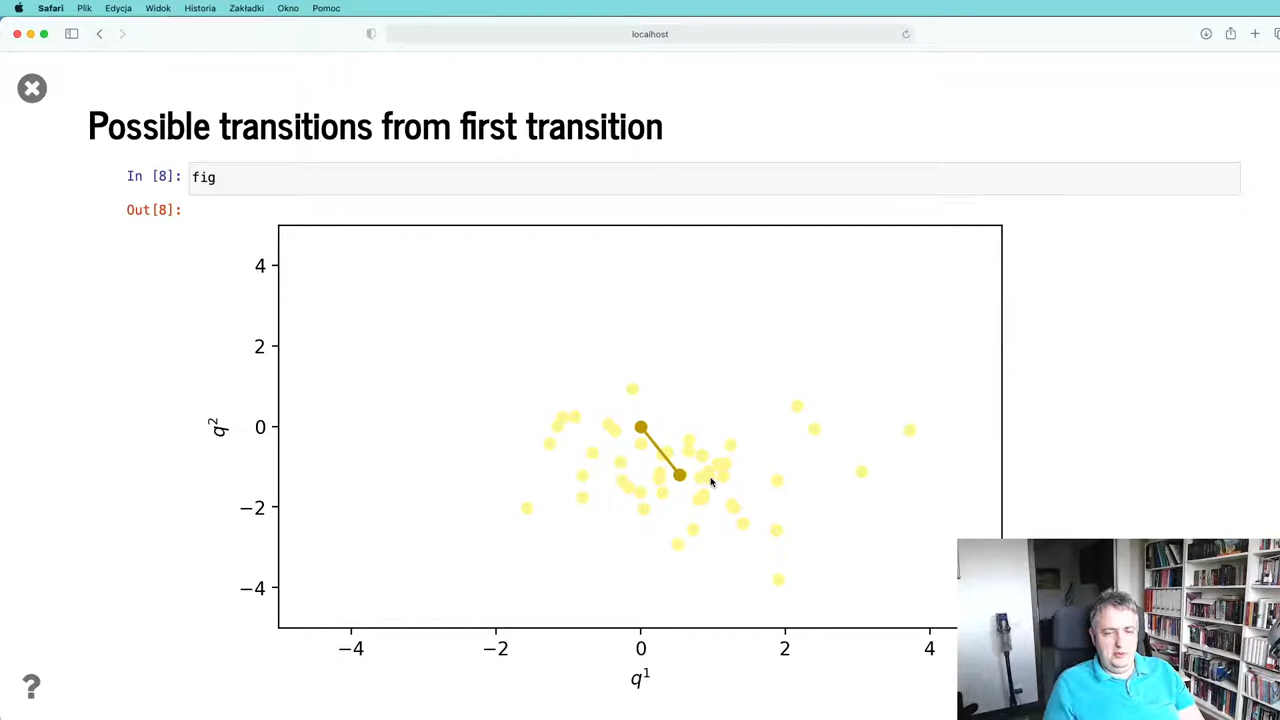 Safari Plik Edycja Widok Historia Zakładki Okno Pomoc
localhost
Possible transitions from first transition
In [8]: fig
Out[8]:
4
2
0
−2
−4
q²
−4 −2 0 2 4
q¹
?